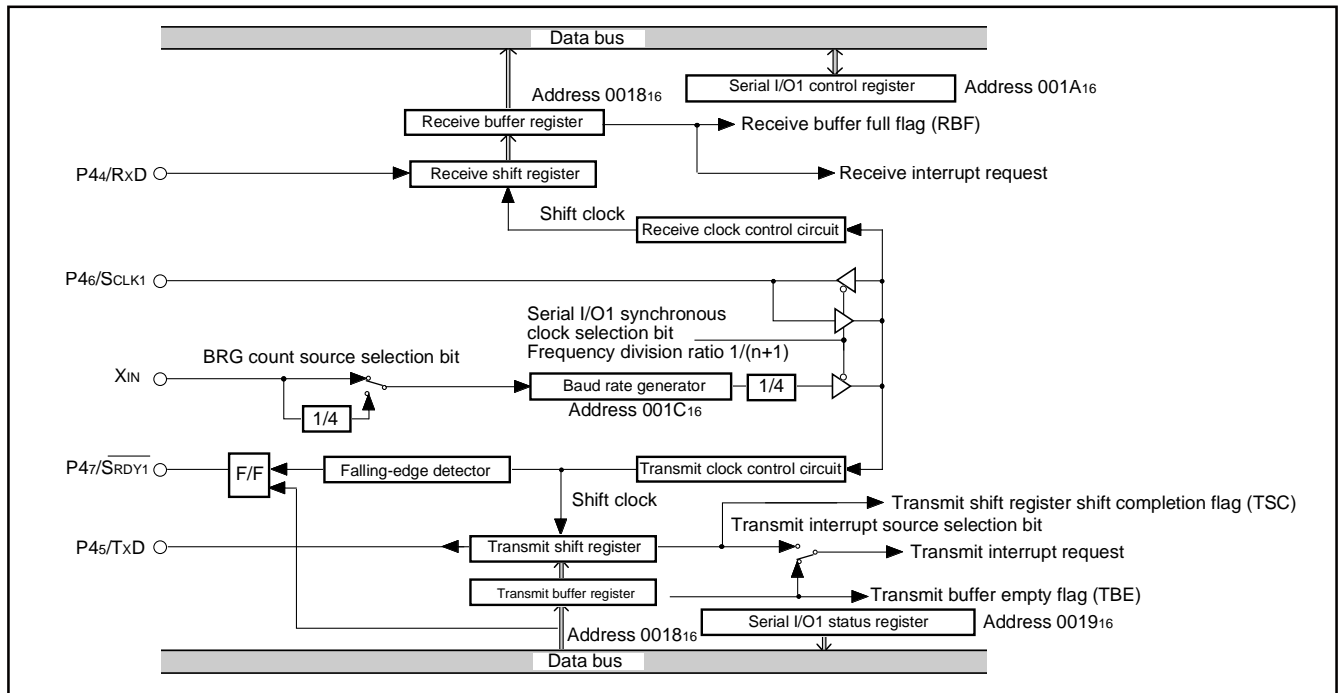 Data bus
Serial I/O1 control register
Address 001A16
Address 001816
Receive buffer register
Receive buffer full flag (RBF)
P44/RXD
Receive shift register
Receive interrupt request
Shift clock
Receive clock control circuit
P46/SCLK1
Serial I/O1 synchronous
clock selection bit
Frequency division ratio 1/(n+1)
BRG count source selection bit
XIN
Baud rate generator
1/4
1/4
Address 001C16
P47/SRDY1
F/F
Falling-edge detector
Transmit clock control circuit
Shift clock
Transmit shift register shift completion flag (TSC)
Transmit interrupt source selection bit
P45/TXD
Transmit shift register
Transmit interrupt request
Transmit buffer register
Transmit buffer empty flag (TBE)
Address 001816
Serial I/O1 status register
Address 001916
Data bus